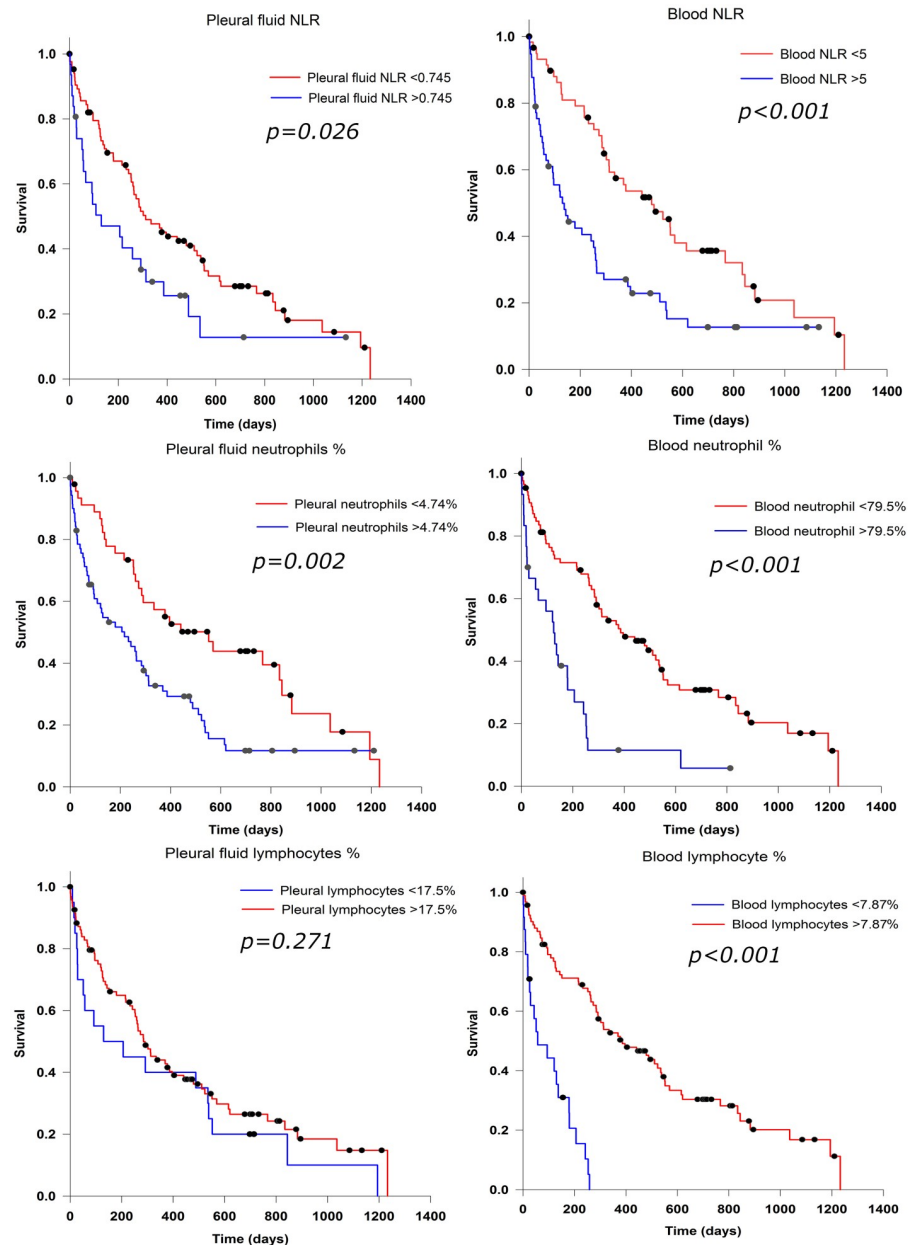 Pleural fluid NLR
Pleural fluid NLR <0.745
Pleural fluid NLR >0.745
p=0.026
Survival
1.0
0.8
0.6
0.4
0.2
0.0
0 200 400 600 800 1000 1200 1400
Time (days)
Blood NLR
Blood NLR <5
Blood NLR >5
p<0.001
Survival
1.0
0.8
0.6
0.4
0.2
0.0
0 200 400 600 800 1000 1200 1400
Time (days)
Pleural fluid neutrophils %
Pleural neutrophils <4.74%
Pleural neutrophils >4.74%
p=0.002
Survival
1.0
0.8
0.6
0.4
0.2
0.0
0 200 400 600 800 1000 1200 1400
Time (days)
Blood neutrophil %
Blood neutrophil <79.5%
Blood neutrophil >79.5%
p<0.001
Survival
1.0
0.8
0.6
0.4
0.2
0.0
0 200 400 600 800 1000 1200 1400
Time (days)
Pleural fluid lymphocytes %
Pleural lymphocytes <17.5%
Pleural lymphocytes >17.5%
p=0.271
Survival
1.0
0.8
0.6
0.4
0.2
0.0
0 200 400 600 800 1000 1200 1400
Time (days)
Blood lymphocyte %
Blood lymphocytes <7.87%
Blood lymphocytes >7.87%
p<0.001
Survival
1.0
0.8
0.6
0.4
0.2
0.0
0 200 400 600 800 1000 1200 1400
Time (days)